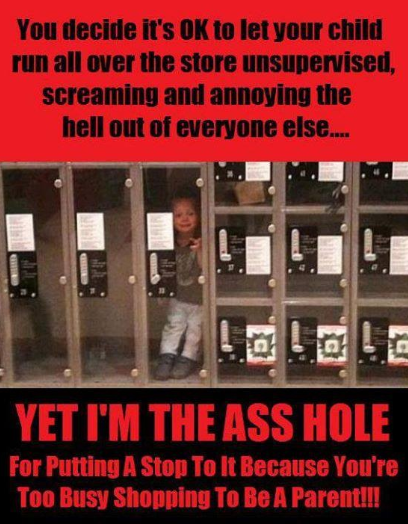 You decide it's OK to let your child
run all over the store unsupervised,
screaming and annoying the
hell out of everyone else....
YET I'M THE ASS HOLE
For Putting A Stop To It Because You're
Too Busy Shopping To Be A Parent!!!